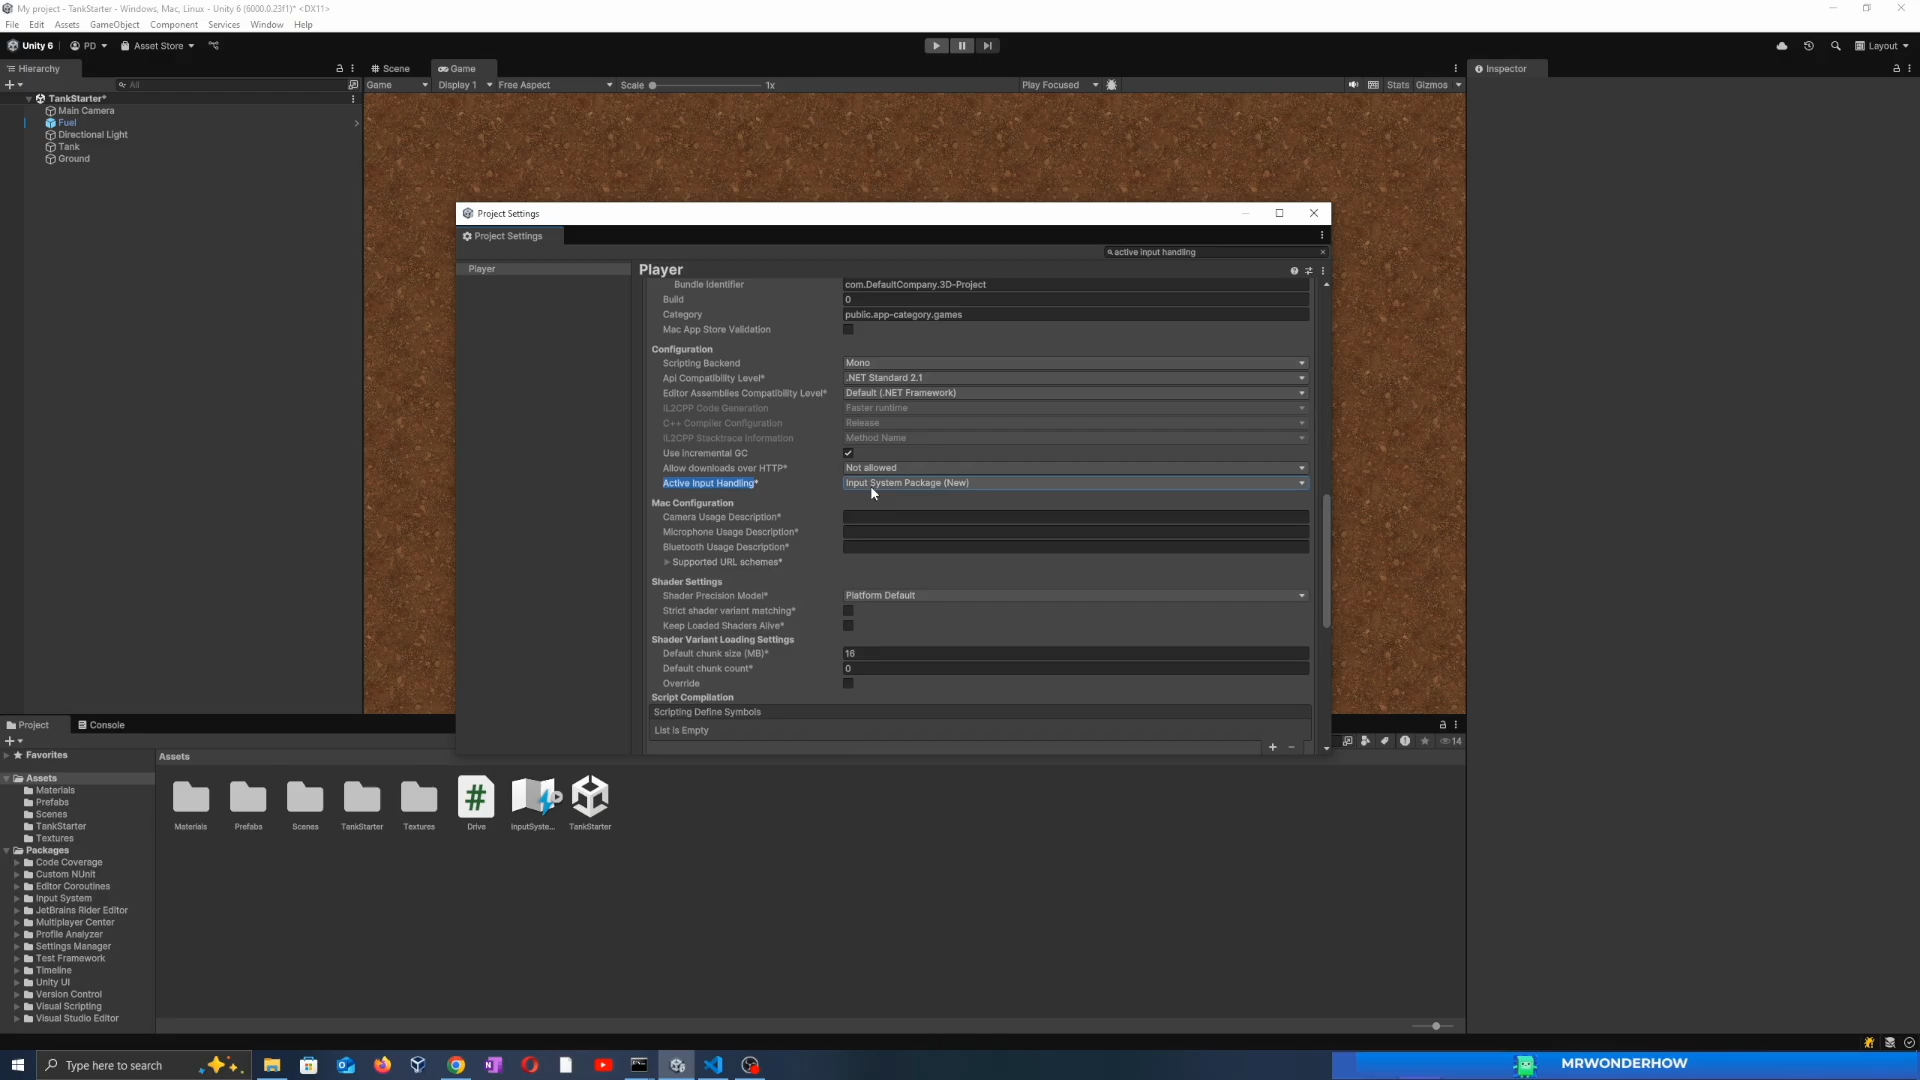 My project - TankStarter - Windows, Mac, Linux - Unity 6 (6000.0.23f1)* <DX11>
File Edit Assets GameObject Component Services Window Help
Unity 6 PD Asset Store Layout
Hierarchy Scene Game Inspector
All Game Display 1 Free Aspect Scale 1x Play Focused Stats Gizmos
TankStarter*
Main Camera
Fuel
Directional Light
Tank
Ground
Project Settings
Project Settings
active input handling
Player
Player
Bundle Identifier com.DefaultCompany.3D-Project
Build 0
Category public.app-category.games
Mac App Store Validation
Configuration
Scripting Backend Mono
Api Compatibility Level* .NET Standard 2.1
Editor Assemblies Compatibility Level* Default (.NET Framework)
IL2CPP Code Generation Faster runtime
C++ Compiler Configuration Release
IL2CPP Stacktrace Information Method Name
Use incremental GC
Allow downloads over HTTP* Not allowed
Active Input Handling* Input System Package (New)
Mac Configuration
Camera Usage Description*
Microphone Usage Description*
Bluetooth Usage Description*
Supported URL schemes*
Shader Settings
Shader Precision Model* Platform Default
Strict shader variant matching*
Keep Loaded Shaders Alive*
Shader Variant Loading Settings
Default chunk size (MB)* 16
Default chunk count* 0
Override
Script Compilation
Scripting Define Symbols
List is Empty
Project Console
14
Favorites
Assets
Materials
Prefabs
Scenes
TankStarter
Textures
Packages
Code Coverage
Custom NUnit
Editor Coroutines
Input System
JetBrains Rider Editor
Multiplayer Center
Profile Analyzer
Settings Manager
Test Framework
Timeline
Unity UI
Version Control
Visual Scripting
Visual Studio Editor
Assets
Materials Prefabs Scenes TankStarter Textures Drive InputSyste... TankStarter
Type here to search
MRWONDERHOW